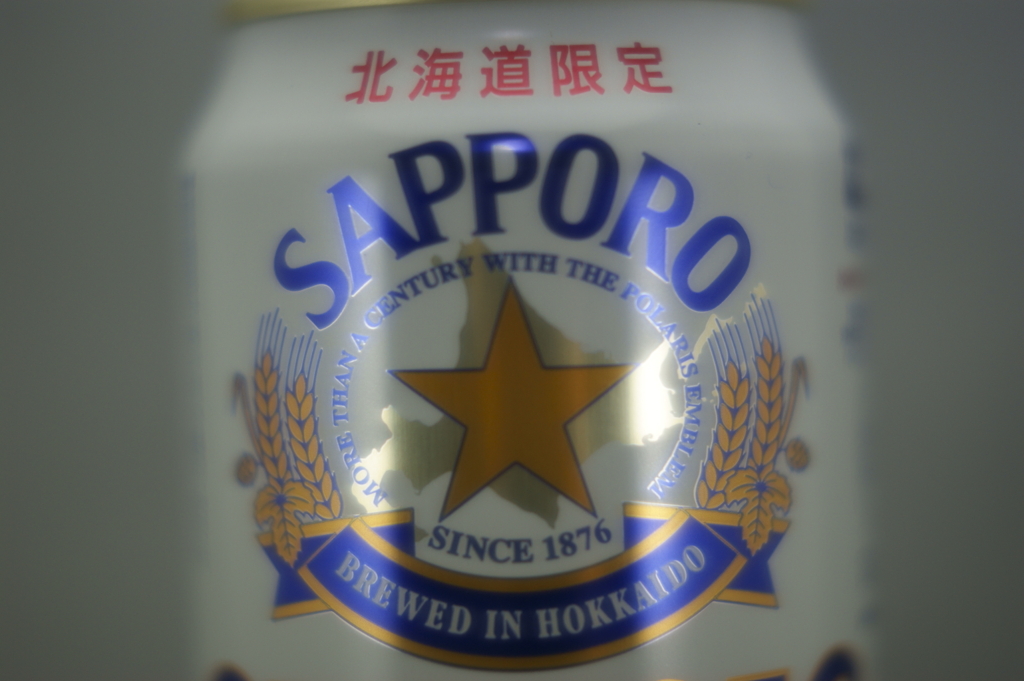 北海道限定
SAPPORO
MORE THAN A CENTURY WITH THE POLARIS EMBLEM
SINCE 1876
BREWED IN HOKKAIDO